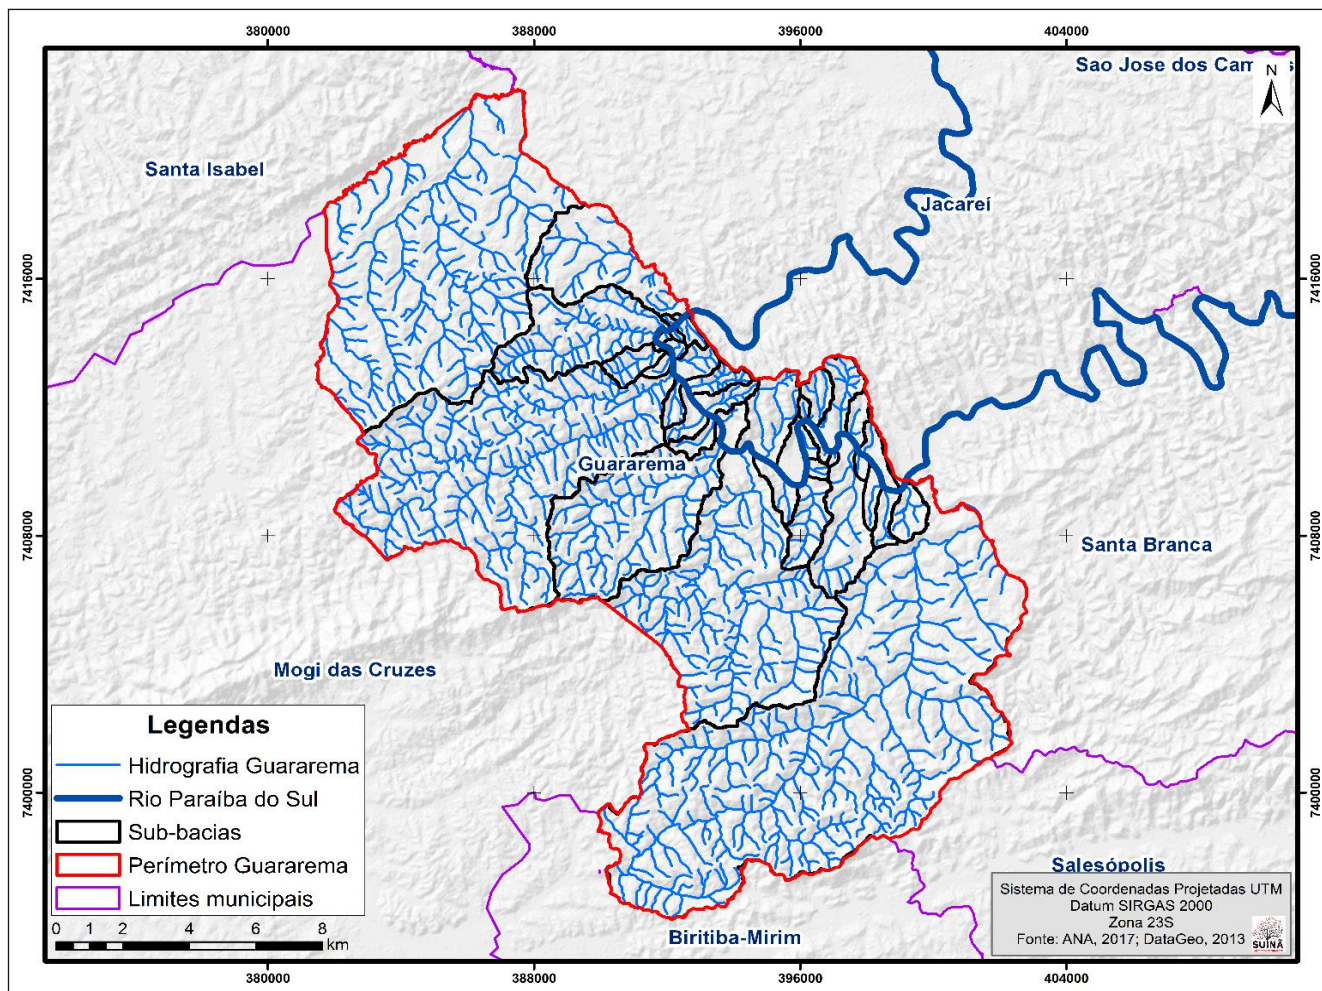 380000
388000
396000
404000
Sao Jose dos Cam s
N
Santa Isabel
Jacareí
7416000
7416000
Guararema
7408000
7408000
Santa Branca
Mogi das Cruzes
Legendas
Hidrografia Guararema
Rio Paraíba do Sul
Sub-bacias
Perímetro Guararema
Limites municipais
0 1 2 4 6 8
km
7400000
7400000
Salesópolis
Sistema de Coordenadas Projetadas UTM
Datum SIRGAS 2000
Zona 23S
Fonte: ANA, 2017; DataGeo, 2013
SUINÃ
Biritiba-Mirim
380000
388000
396000
404000